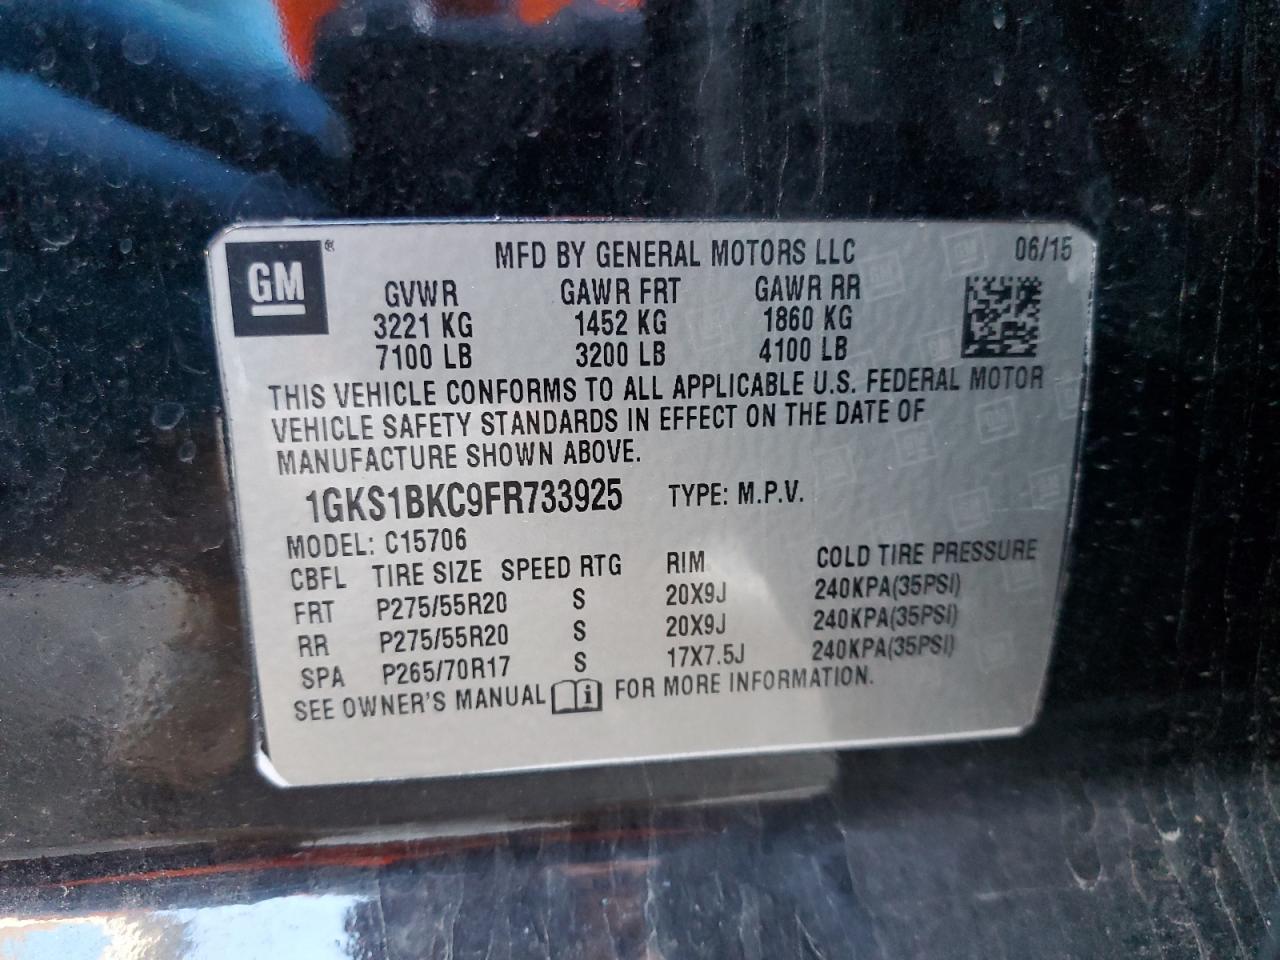 GM® MFD BY GENERAL MOTORS LLC 06/15
GVWR GAWR FRT GAWR RR
3221 KG 1452 KG 1860 KG
7100 LB 3200 LB 4100 LB
THIS VEHICLE CONFORMS TO ALL APPLICABLE U.S. FEDERAL MOTOR
VEHICLE SAFETY STANDARDS IN EFFECT ON THE DATE OF
MANUFACTURE SHOWN ABOVE.
1GKS1BKC9FR733925 TYPE: M.P.V.
MODEL: C15706
CBFL TIRE SIZE SPEED RTG RIM COLD TIRE PRESSURE
FRT P275/55R20 S 20X9J 240KPA(35PSI)
RR P275/55R20 S 20X9J 240KPA(35PSI)
SPA P265/70R17 S 17X7.5J 240KPA(35PSI)
SEE OWNER'S MANUAL i FOR MORE INFORMATION.